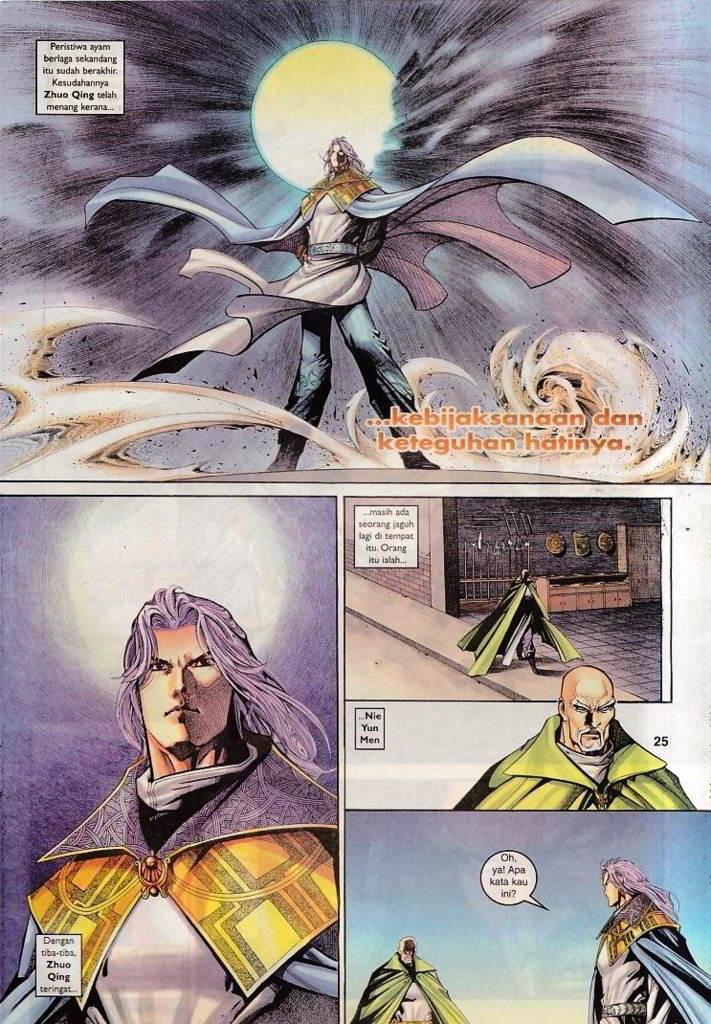 Peristiwa ayam
berlaga sekandang
itu sudah berakhir.
Kesudahannya
Zhuo Qing telah
menang kerana...
...kebijaksanaan dan
keteguhan hatinya.
Dengan
tiba-tiba,
Zhuo
Qing
teringat...
...masih ada
seorang jaguh
lagi di tempat
itu. Orang
itu ialah...
...Nie
Yun
Men
25
Oh,
ya! Apa
kata kau
ini?